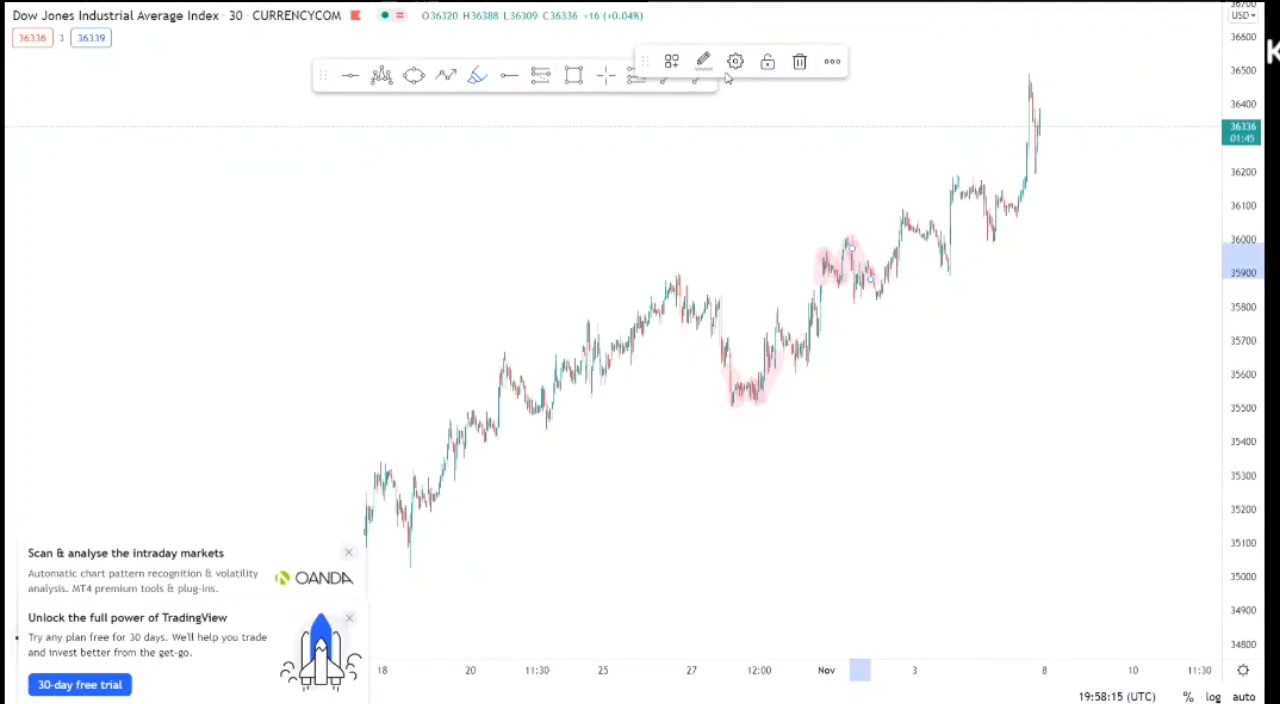 Dow Jones Industrial Average Index · 30 · CURRENCYCOM O36320 H36388 L36309 C36336 +16 (+0.04%)
36336 3 36339
36700
USD
36600
36500
36400
36336
01:45
36200
36100
36000
35900
35800
35700
35600
35500
35400
35300
35200
35100
35000
34900
34800
K
Scan & analyse the intraday markets
Automatic chart pattern recognition & volatility
analysis. MT4 premium tools & plug-ins.
OANDA
Unlock the full power of TradingView
Try any plan free for 30 days. We'll help you trade
and invest better from the get-go.
30-day free trial
18 20 11:30 25 27 12:00 Nov 3 8 10 11:30
19:58:15 (UTC) % log auto